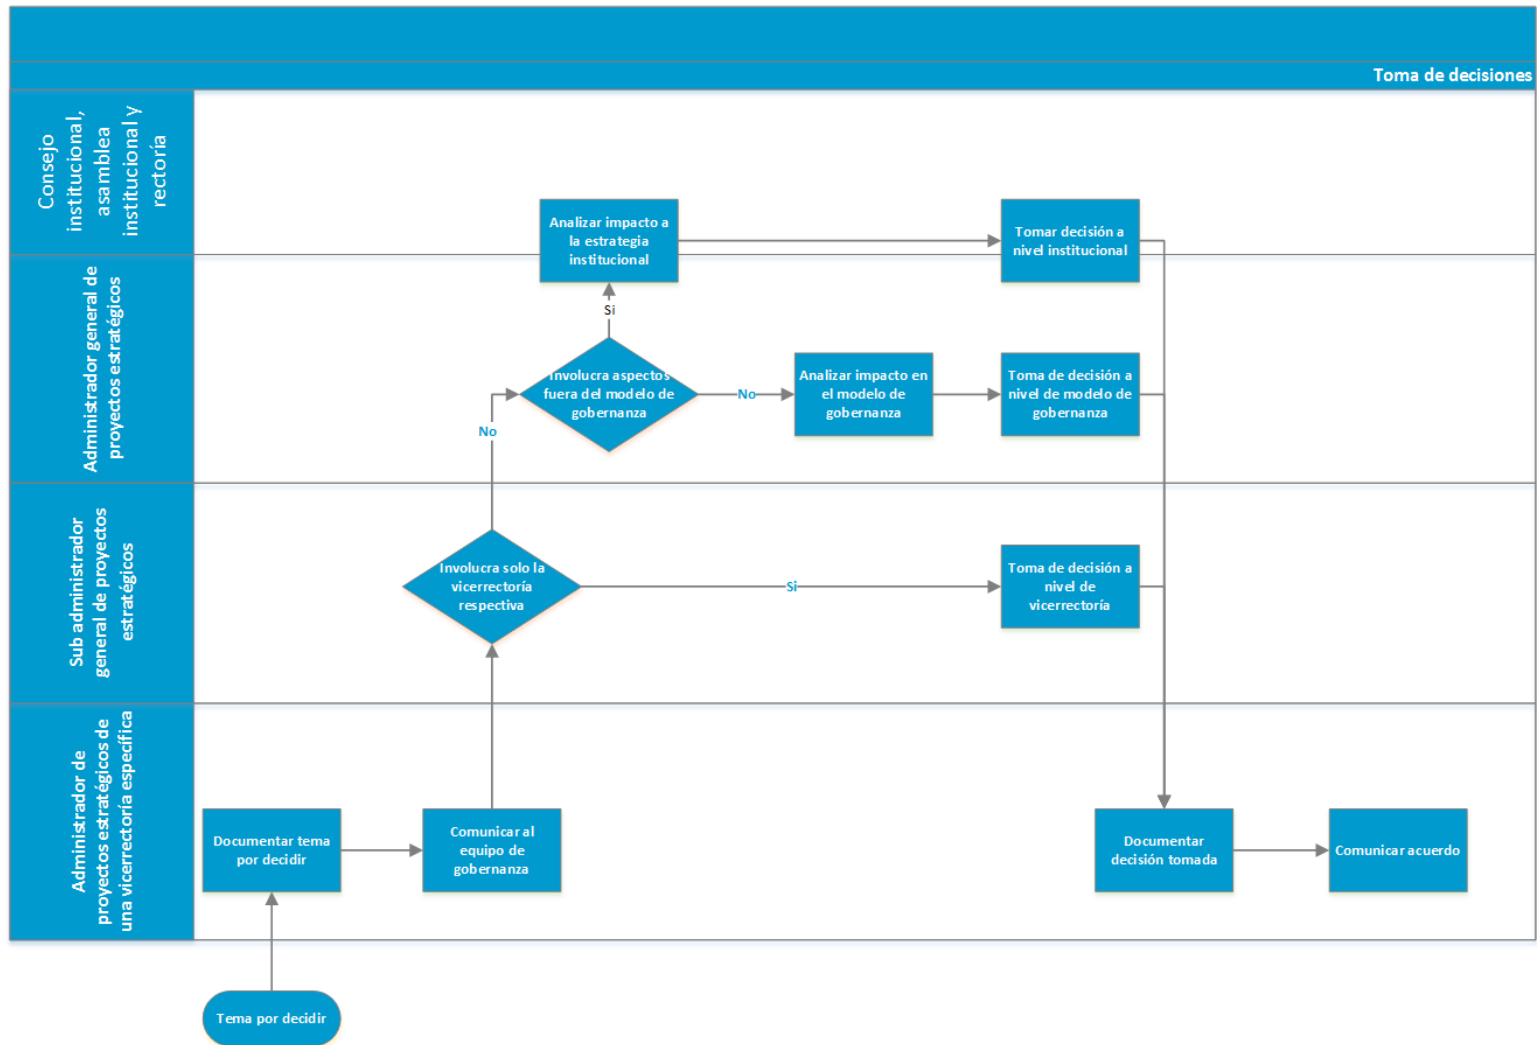 Toma de decisiones
Consejo
institucional,
asamblea
institucional y
rectoría
Analizar impacto a
la estrategia
institucional
Tomar decisión a
nivel institucional
Si
Administrador general de
proyectos estratégicos
Involucra aspectos
fuera del modelo de
gobernanza
No
Analizar impacto en
el modelo de
gobernanza
Toma de decisión a
nivel de modelo de
gobernanza
No
Sub administrador
general de proyectos
estratégicos
Involucra solo la
vicerrectoría
respectiva
Si
Toma de decisión a
nivel de
vicerrectoría
Administrador de
proyectos estratégicos de
una vicerrectoría específica
Documentar tema
por decidir
Comunicar al
equipo de
gobernanza
Documentar
decisión tomada
Comunicar acuerdo
Tema por decidir